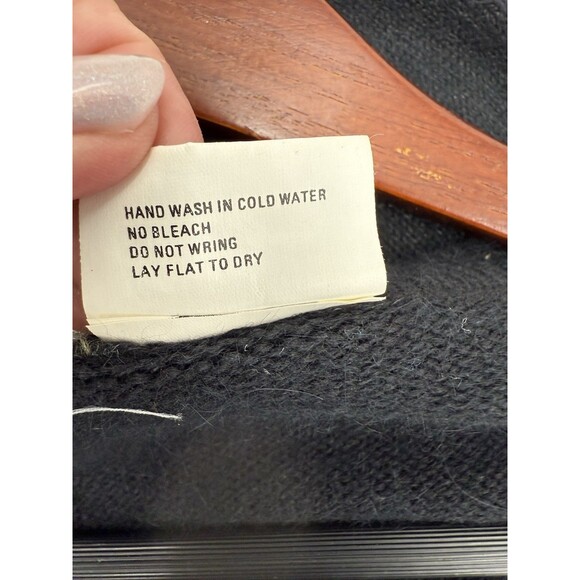 HAND WASH IN COLD WATER
NO BLEACH
DO NOT WRING
LAY FLAT TO DRY